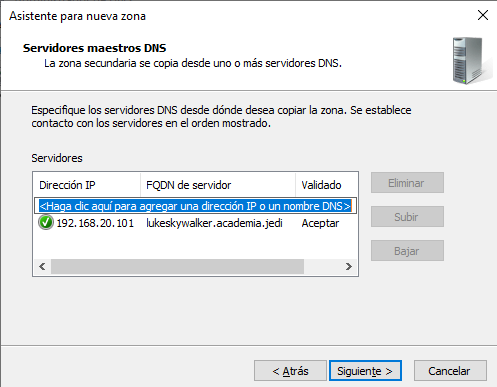 Asistente para nueva zona
Servidores maestros DNS
La zona secundaria se copia desde uno o más servidores DNS.
Especifique los servidores DNS desde dónde desea copiar la zona. Se establece
contacto con los servidores en el orden mostrado.
Servidores
Dirección IP FQDN de servidor Validado
<Haga clic aquí para agregar una dirección IP o un nombre DNS>
192.168.20.101 lukeskywalker.academia.jedi Aceptar
Eliminar
Subir
Bajar
< Atrás Siguiente > Cancelar